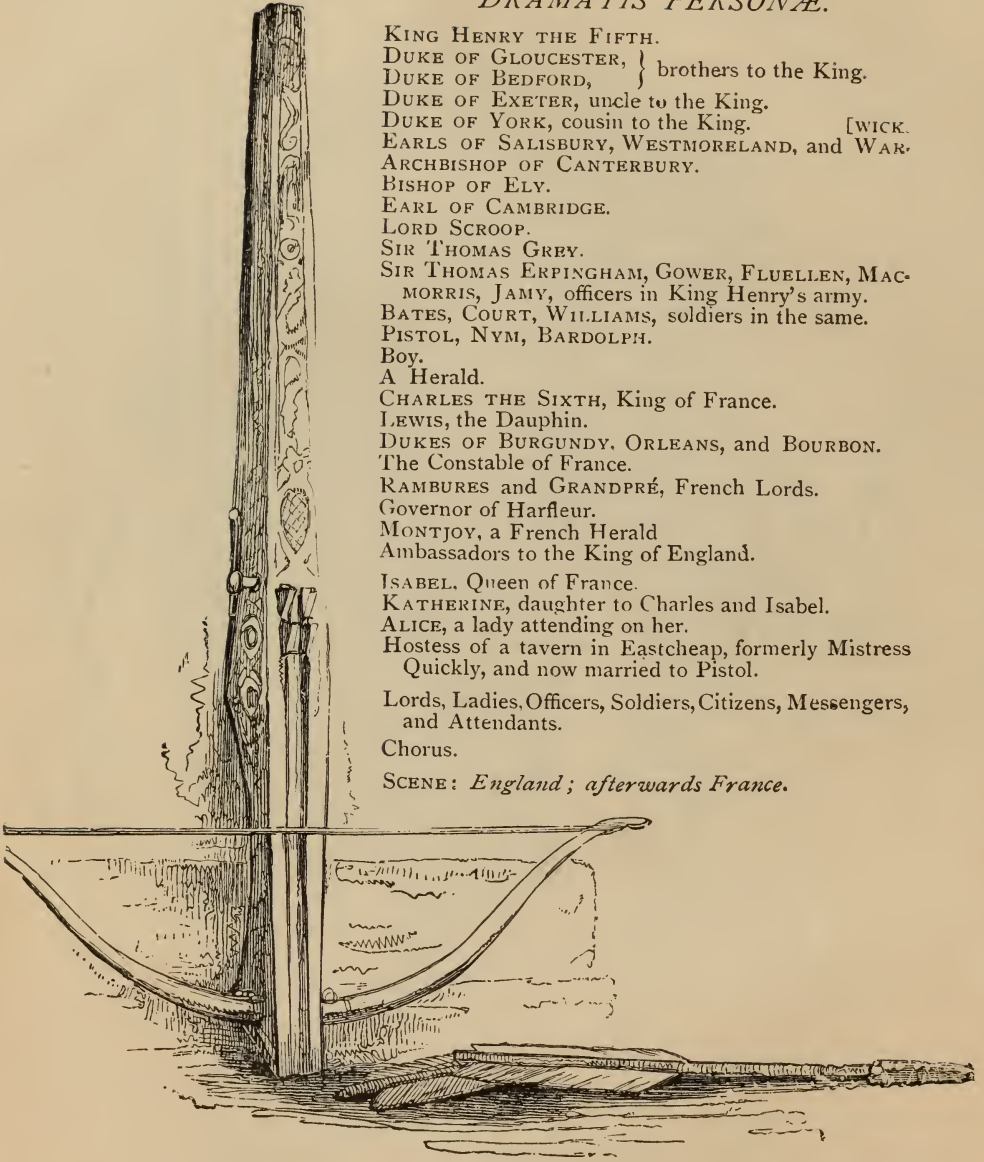 DRAMATIS PERSONÆ.
KING HENRY THE FIFTH.
DUKE OF GLOUCESTER, } brothers to the King.
DUKE OF BEDFORD,
DUKE OF EXETER, uncle to the King.
DUKE OF YORK, cousin to the King. [WICK.
EARLS OF SALISBURY, WESTMORELAND, and WAR-
ARCHBISHOP OF CANTERBURY.
BISHOP OF ELY.
EARL OF CAMBRIDGE.
LORD SCROOP.
SIR THOMAS GREY.
SIR THOMAS ERPINGHAM, GOWER, FLUELLEN, MAC-
MORRIS, JAMY, officers in King Henry's army.
BATES, COURT, WILLIAMS, soldiers in the same.
PISTOL, NYM, BARDOLPH.
Boy.
A Herald.
CHARLES THE SIXTH, King of France.
LEWIS, the Dauphin.
DUKES OF BURGUNDY, ORLEANS, and BOURBON.
The Constable of France.
RAMBURES and GRANDPRÉ, French Lords.
Governor of Harfleur.
MONTJOY, a French Herald
Ambassadors to the King of England.
ISABEL, Queen of France.
KATHERINE, daughter to Charles and Isabel.
ALICE, a lady attending on her.
Hostess of a tavern in Eastcheap, formerly Mistress
Quickly, and now married to Pistol.
Lords, Ladies, Officers, Soldiers, Citizens, Messengers,
and Attendants.
Chorus.
SCENE: England; afterwards France.